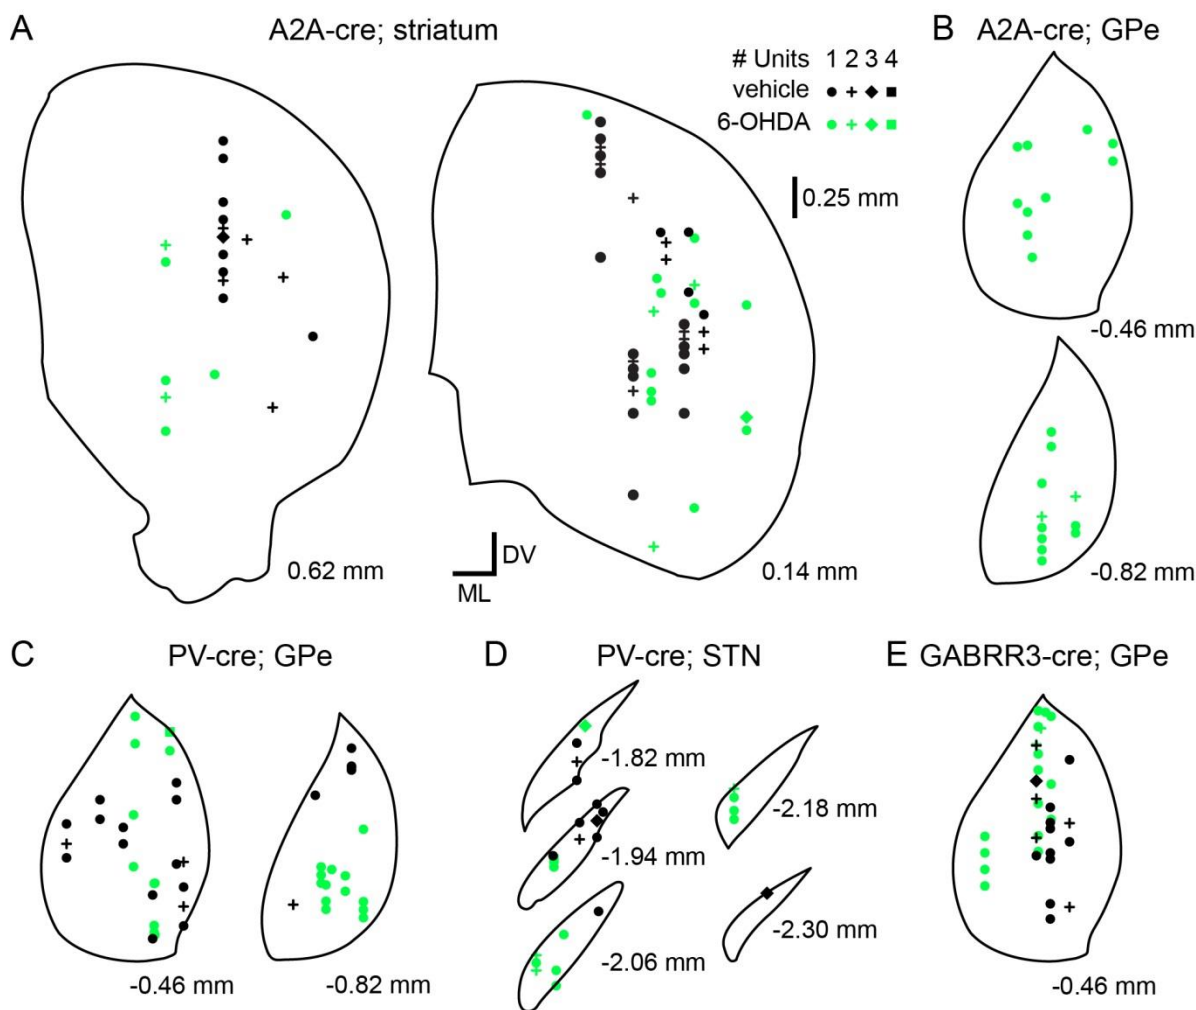 A A2A-cre; striatum
# Units 1 2 3 4
vehicle
6-OHDA
0.25 mm
DV
ML
0.62 mm
0.14 mm
B A2A-cre; GPe
-0.46 mm
-0.82 mm
C PV-cre; GPe
-0.46 mm
-0.82 mm
D PV-cre; STN
-1.82 mm
-1.94 mm
-2.06 mm
-2.18 mm
-2.30 mm
E GABRR3-cre; GPe
-0.46 mm